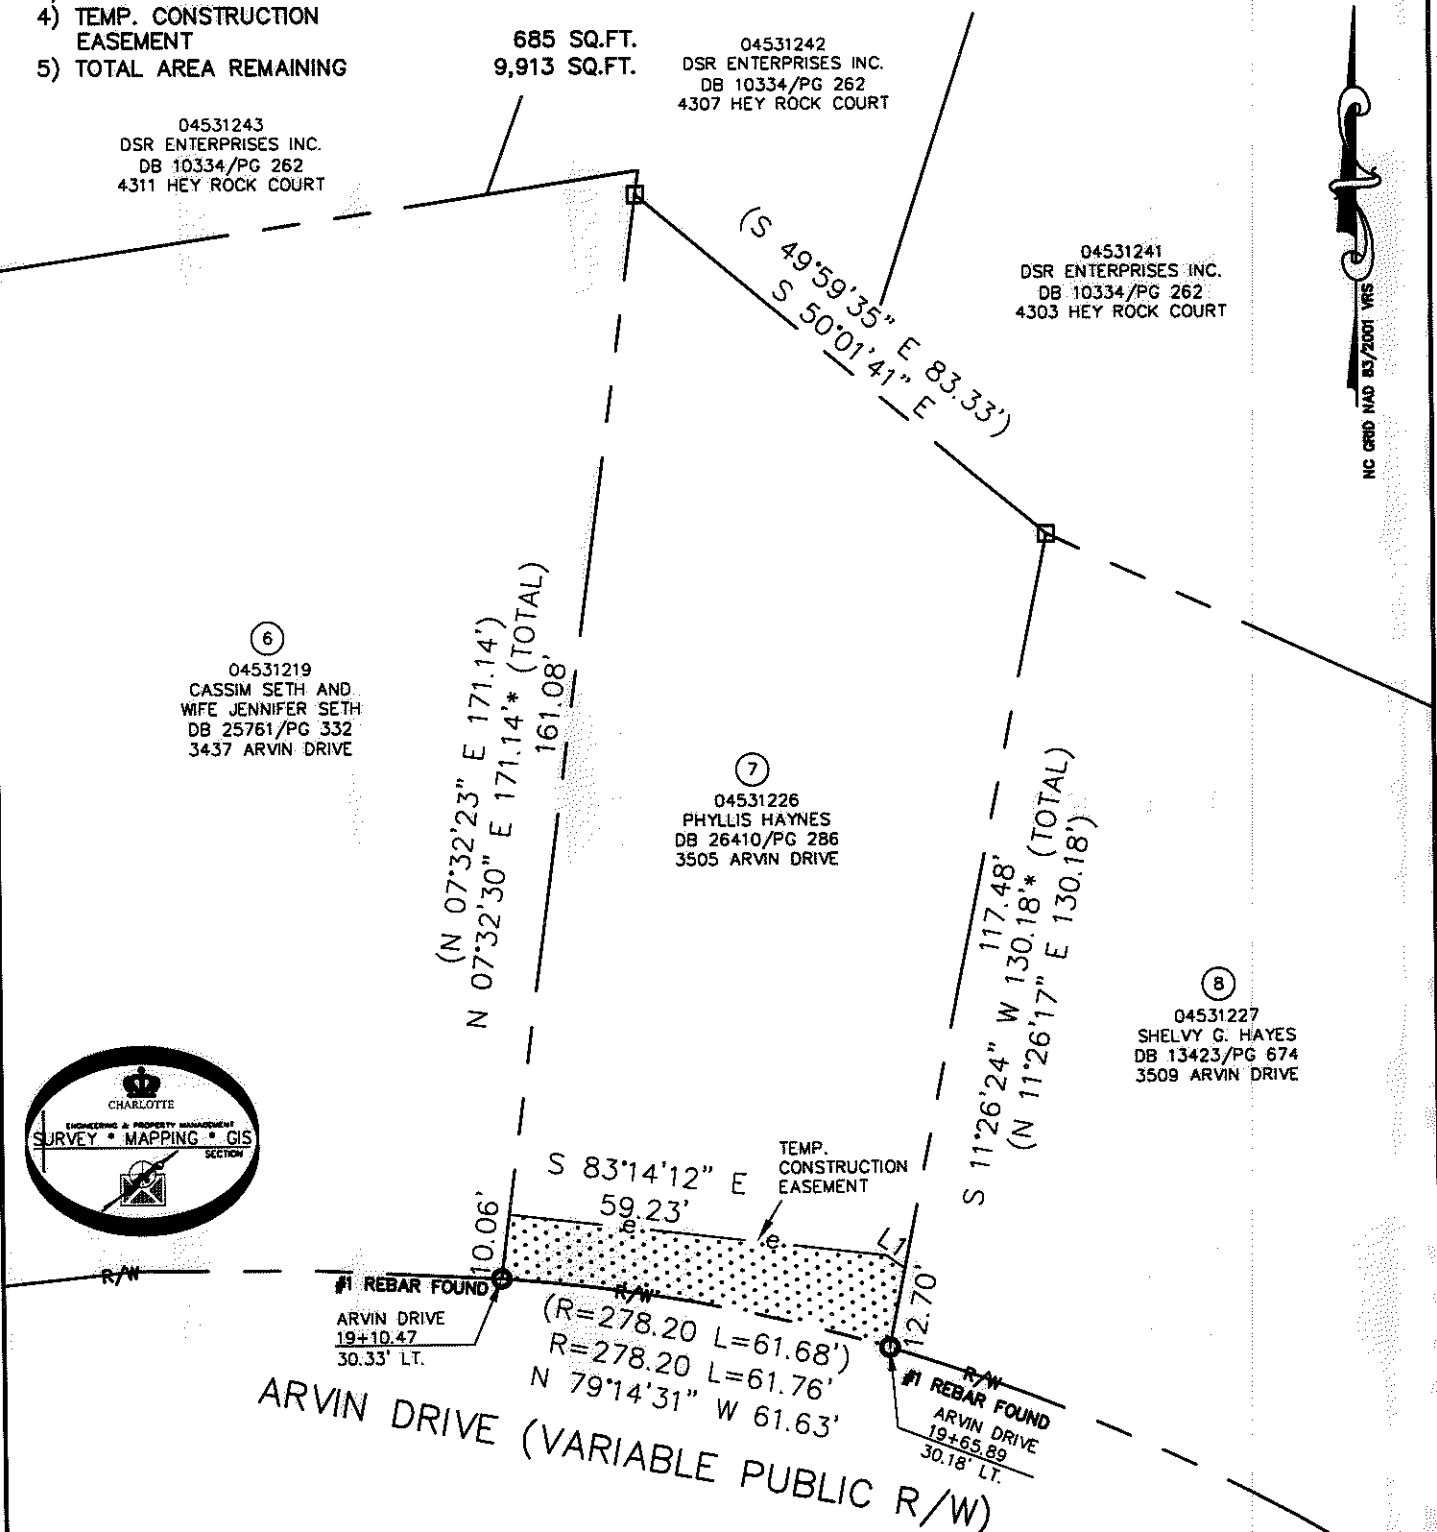 4) TEMP. CONSTRUCTION
EASEMENT 685 SQ.FT.
5) TOTAL AREA REMAINING 9,913 SQ.FT.
04531242
DSR ENTERPRISES INC.
DB 10334/PG 262
4307 HEY ROCK COURT
04531243
DSR ENTERPRISES INC.
DB 10334/PG 262
4311 HEY ROCK COURT
(S 49°59'35" E 83.33')
S 50°01'41" E
04531241
DSR ENTERPRISES INC.
DB 10334/PG 262
4303 HEY ROCK COURT
NC GRID NAD 83/2001 VRS
6
04531219
CASSIM SETH AND
WIFE JENNIFER SETH
DB 25761/PG 332
3437 ARVIN DRIVE
(N 07°32'23" E 171.14')
N 07°32'30" E 171.14'* (TOTAL)
161.08'
7
04531226
PHYLLIS HAYNES
DB 26410/PG 286
3505 ARVIN DRIVE
117.48'
S 11°26'24" W 130.18'* (TOTAL)
(N 11°26'17" E 130.18')
8
04531227
SHELVY G. HAYES
DB 13423/PG 674
3509 ARVIN DRIVE
CHARLOTTE
ENGINEERING & PROPERTY MANAGEMENT
SURVEY * MAPPING * GIS
SECTION
S 83°14'12" E
59.23'
TEMP.
CONSTRUCTION
EASEMENT
10.06'
e
e
L1
12.70'
R/W
R/W
R/W
#1 REBAR FOUND
ARVIN DRIVE
19+10.47
30.33' LT.
(R=278.20 L=61.68')
R=278.20 L=61.76'
N 79°14'31" W 61.63'
#1 REBAR FOUND
ARVIN DRIVE
19+65.89
30.18' LT.
ARVIN DRIVE (VARIABLE PUBLIC R/W)